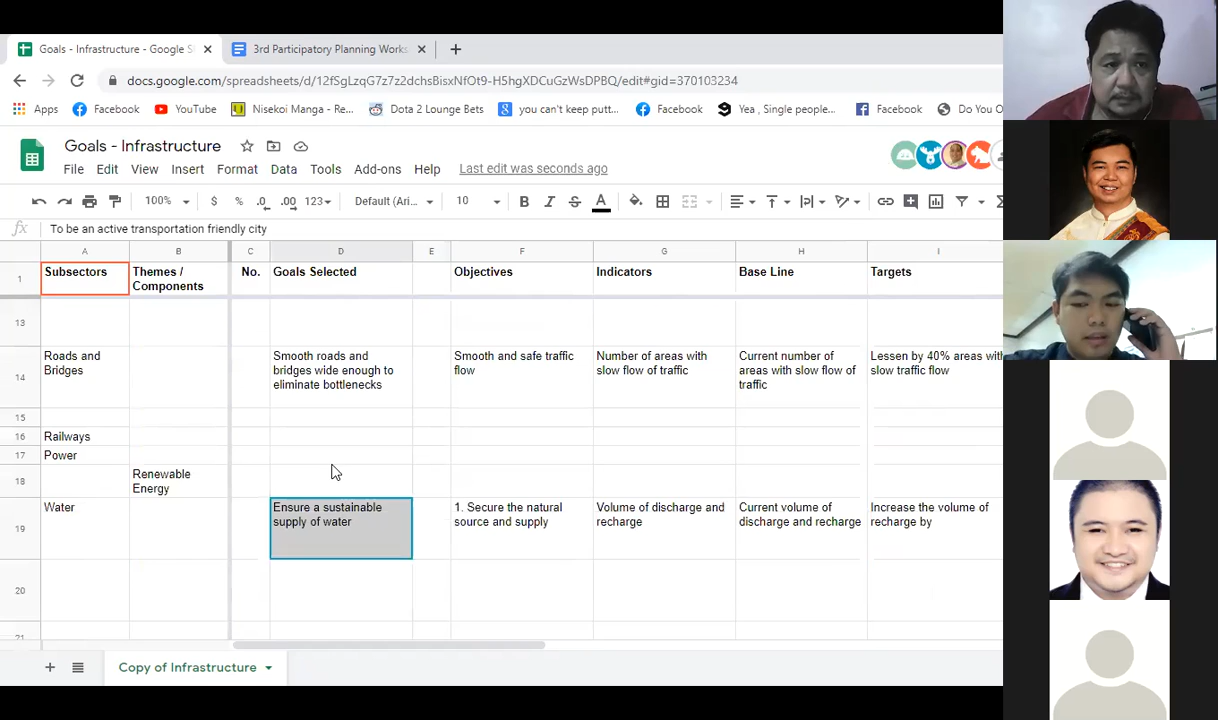 Goals - Infrastructure - Google S
3rd Participatory Planning Works
docs.google.com/spreadsheets/d/12fSgLzqG7z7z2dchsBisxNfOt9-H5hgXDCuGzWsDPBQ/edit#gid=370103234
Apps Facebook YouTube Nisekoi Manga - Re... Dota 2 Lounge Bets you can't keep putt... Facebook Yea , Single people... Facebook Do You O
Goals - Infrastructure
File Edit View Insert Format Data Tools Add-ons Help Last edit was seconds ago
100% $ % .0 .00 123 Default (Ari... 10 B I S A
fx To be an active transportation friendly city
A B C D E F G H I
1 Subsectors Themes / No. Goals Selected Objectives Indicators Base Line Targets
Components
13
14 Roads and Smooth roads and Smooth and safe traffic Number of areas with Current number of Lessen by 40% areas with
Bridges bridges wide enough to flow slow flow of traffic areas with slow flow of slow traffic flow
eliminate bottlenecks traffic
15
16 Railways
17 Power
18 Renewable
Energy
19 Water Ensure a sustainable 1. Secure the natural Volume of discharge and Current volume of Increase the volume of
supply of water source and supply recharge discharge and recharge recharge by
20
21
Copy of Infrastructure